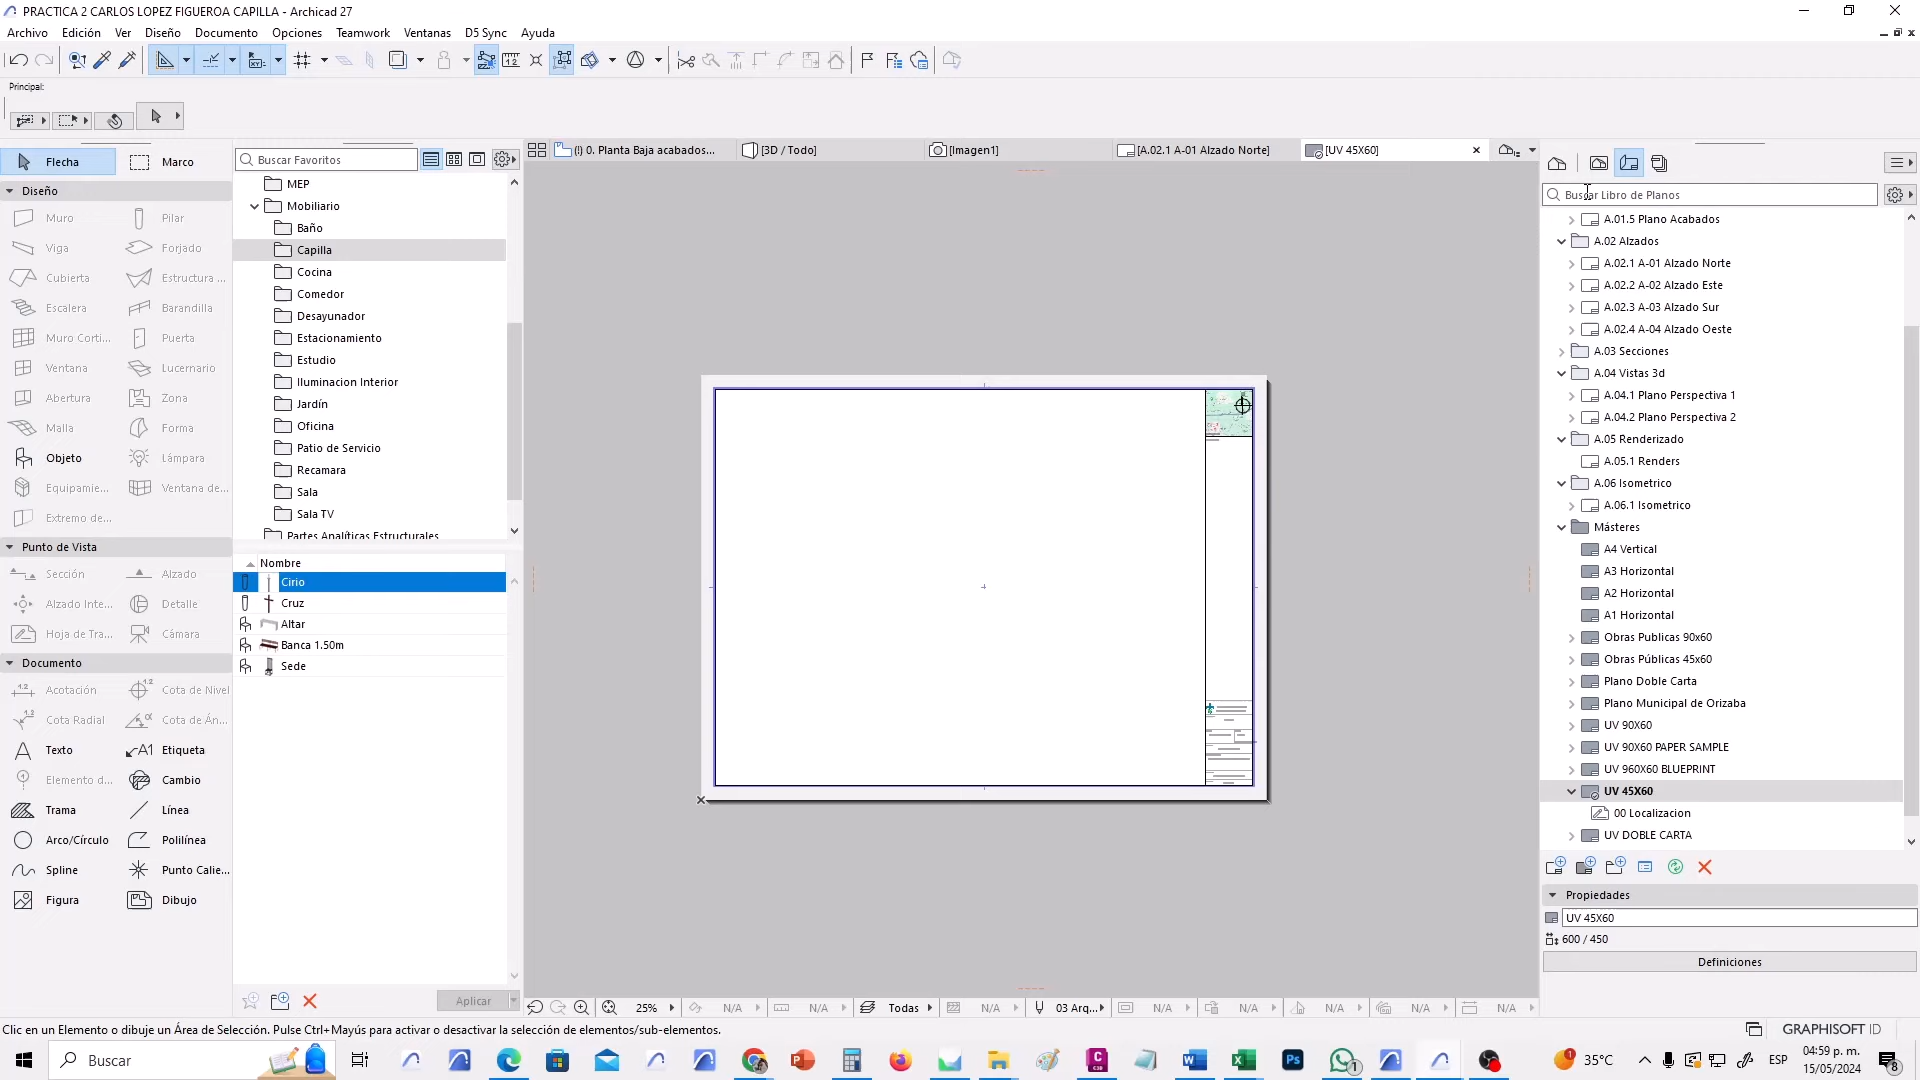 PRACTICA 2 CARLOS LOPEZ FIGUEROA CAPILLA - Archicad 27
Archivo Edición Ver Diseño Documento Opciones Teamwork Ventanas D5 Sync Ayuda
Principal:
Flecha Marco
Diseño
Muro Pilar
Viga Forjado
Cubierta Estructura ...
Escalera Barandilla
Muro Corti... Puerta
Ventana Lucernario
Abertura Zona
Malla Forma
Objeto Lámpara
Equipamie... Ventana de...
Extremo de...
Punto de Vista
Sección Alzado
Alzado Inte... Detalle
Hoja de Tra... Cámara
Documento
Acotación Cota de Nivel
Cota Radial Cota de Án...
Texto Etiqueta
Elemento d... Cambio
Trama Línea
Arco/Círculo Polilínea
Spline Punto Calie...
Figura Dibujo
Buscar Favoritos
MEP
Mobiliario
Baño
Capilla
Cocina
Comedor
Desayunador
Estacionamiento
Estudio
Iluminacion Interior
Jardín
Oficina
Patio de Servicio
Recamara
Sala
Sala TV
Partes Analíticas Estructurales
Nombre
Cirio
Cruz
Altar
Banca 1.50m
Sede
Aplicar
(!) 0. Planta Baja acabados... [3D / Todo] [Imagen1] [A.02.1 A-01 Alzado Norte] [UV 45X60]
25% N/A N/A Todas N/A 03 Arq... N/A N/A N/A N/A N/A
Buscar Libro de Planos
A.01.5 Plano Acabados
A.02 Alzados
A.02.1 A-01 Alzado Norte
A.02.2 A-02 Alzado Este
A.02.3 A-03 Alzado Sur
A.02.4 A-04 Alzado Oeste
A.03 Secciones
A.04 Vistas 3d
A.04.1 Plano Perspectiva 1
A.04.2 Plano Perspectiva 2
A.05 Renderizado
A.05.1 Renders
A.06 Isometrico
A.06.1 Isometrico
Másteres
A4 Vertical
A3 Horizontal
A2 Horizontal
A1 Horizontal
Obras Publicas 90x60
Obras Públicas 45x60
Plano Doble Carta
Plano Municipal de Orizaba
UV 90X60
UV 90X60 PAPER SAMPLE
UV 960X60 BLUEPRINT
UV 45X60
00 Localizacion
UV DOBLE CARTA
Propiedades
UV 45X60
600 / 450
Definiciones
Clic en un Elemento o dibuje un Área de Selección. Pulse Ctrl+Mayús para activar o desactivar la selección de elementos/sub-elementos.
GRAPHISOFT ID
Buscar
35°C
ESP
04:59 p. m.
15/05/2024